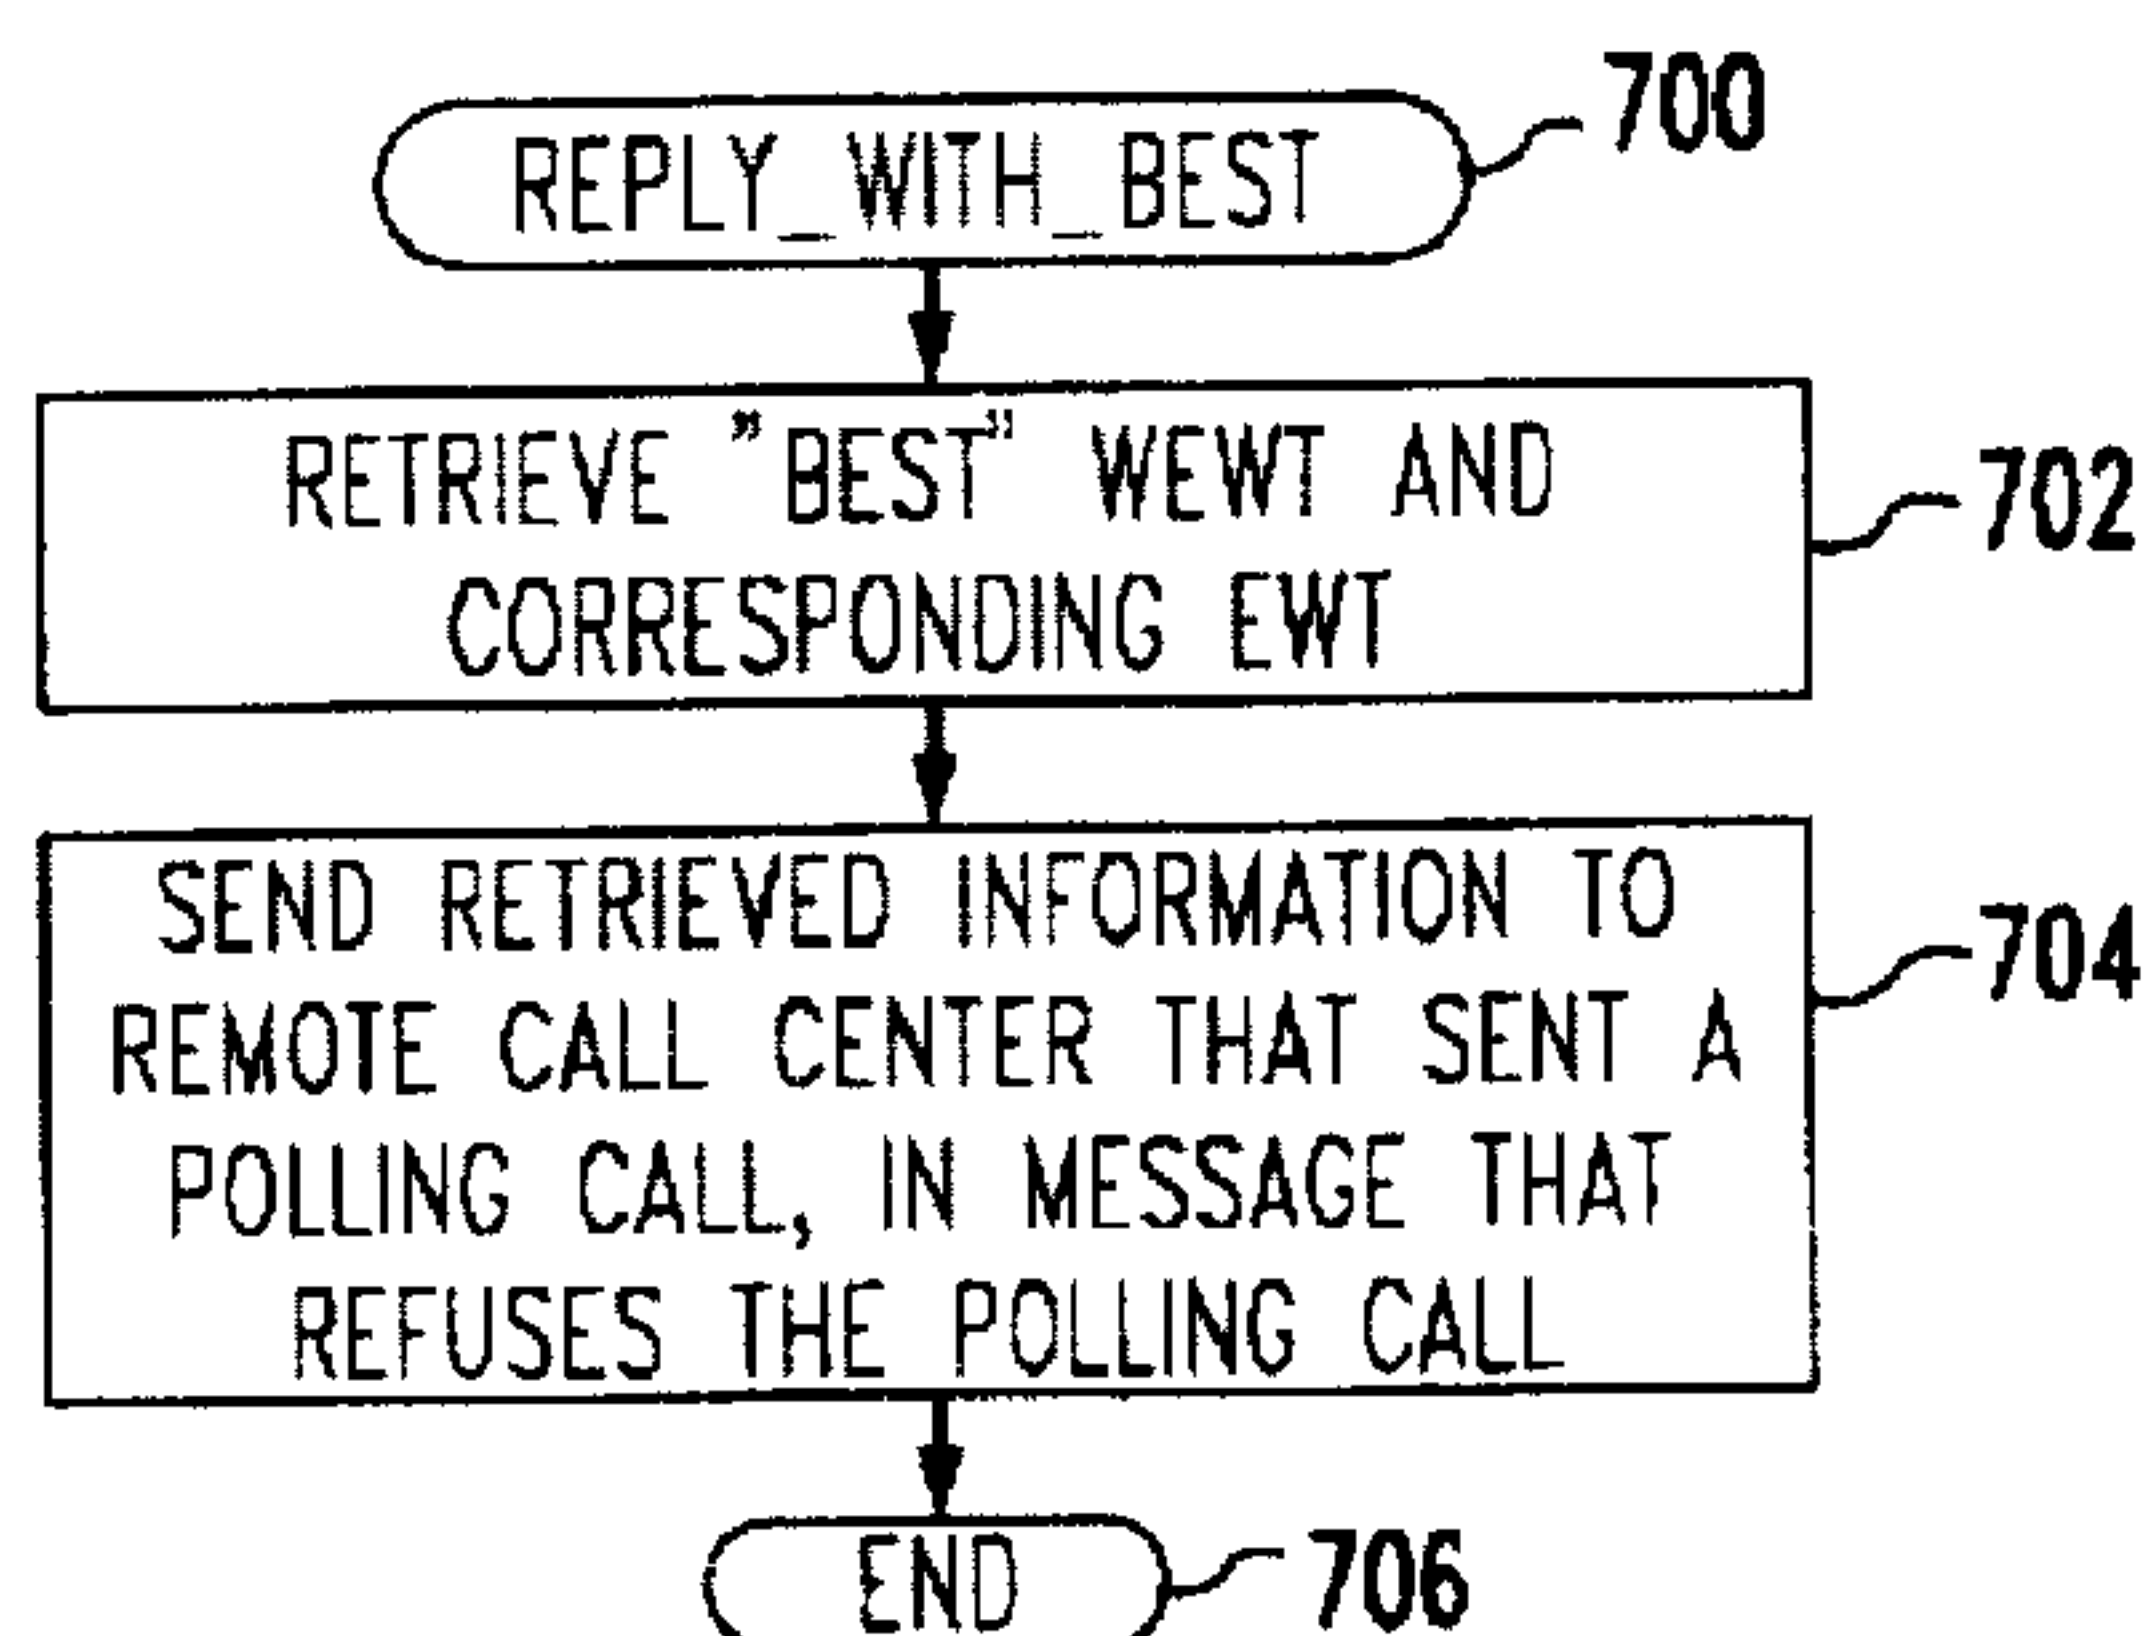 REPLY_WITH_BEST
700
RETRIEVE "BEST" WEWT AND
CORRESPONDING EWT
702
SEND RETRIEVED INFORMATION TO
REMOTE CALL CENTER THAT SENT A
POLLING CALL, IN MESSAGE THAT
REFUSES THE POLLING CALL
704
END
706